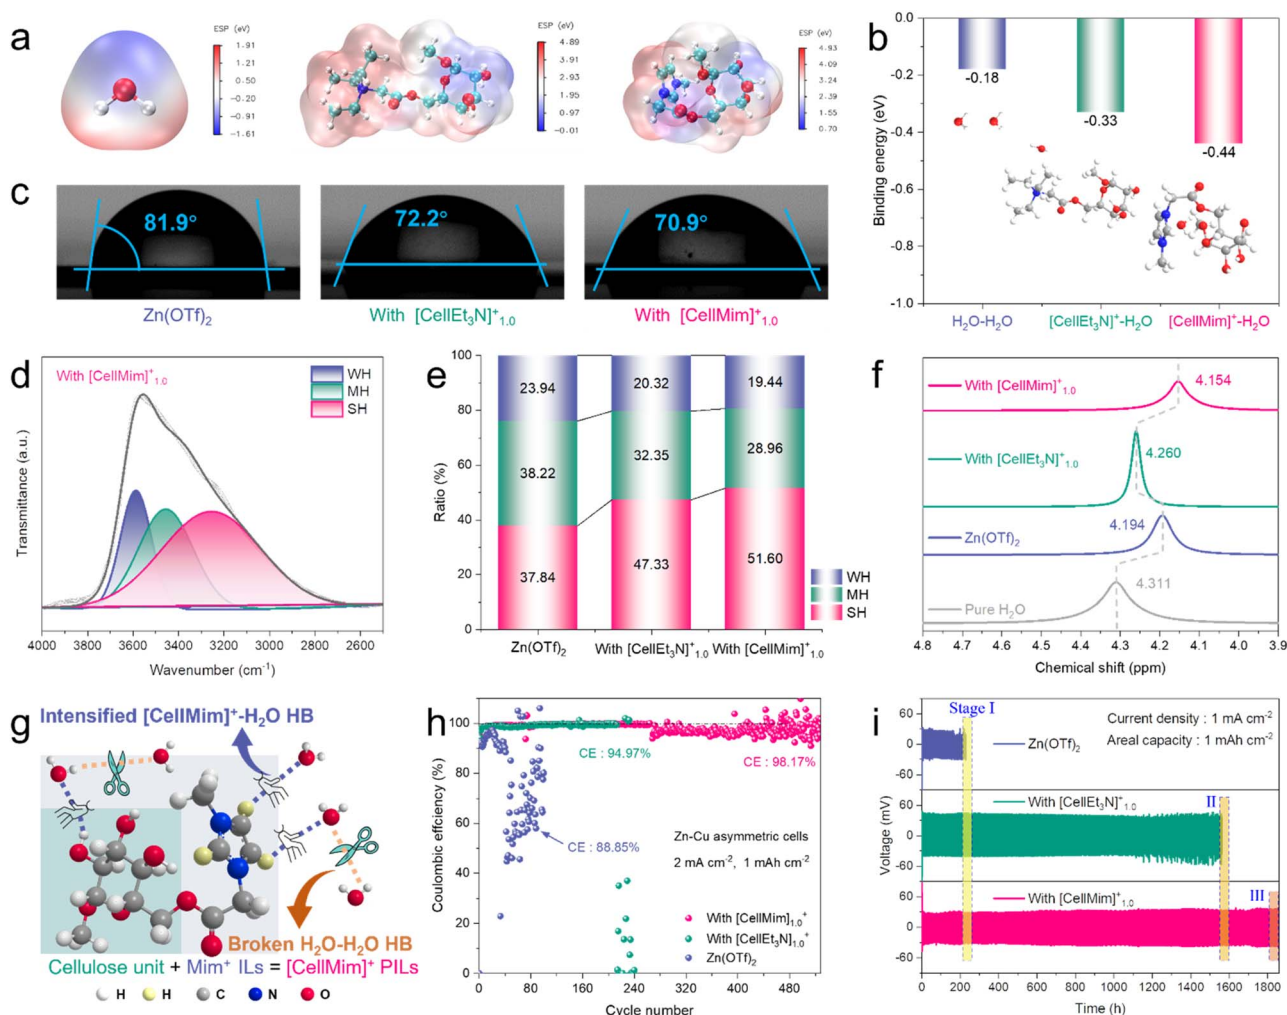 a
ESP (eV)
1.91
1.21
0.50
−0.20
−0.91
−1.61
ESP (eV)
4.89
3.91
2.93
1.95
0.97
−0.01
ESP (eV)
4.93
4.09
3.24
2.39
1.55
0.70
b
Binding energy (eV)
0.0
-0.2
-0.4
-0.6
-0.8
-1.0
-0.18
-0.33
-0.44
H₂O-H₂O
[CellEt₃N]⁺-H₂O
[CellMim]⁺-H₂O
c
81.9°
72.2°
70.9°
Zn(OTf)₂
With [CellEt₃N]⁺₁.₀
With [CellMim]⁺₁.₀
d
With [CellMim]⁺₁.₀
WH
MH
SH
Transmittance (a.u.)
4000 3800 3600 3400 3200 3000 2800 2600
Wavenumber (cm⁻¹)
e
Ratio (%)
100
80
60
40
20
0
23.94
20.32
19.44
38.22
32.35
28.96
37.84
47.33
51.60
WH
MH
SH
Zn(OTf)₂
With [CellEt₃N]⁺₁.₀
With [CellMim]⁺₁.₀
f
With [CellMim]⁺₁.₀
4.154
With [CellEt₃N]⁺₁.₀
4.260
Zn(OTf)₂
4.194
Pure H₂O
4.311
4.8 4.7 4.6 4.5 4.4 4.3 4.2 4.1 4.0 3.9
Chemical shift (ppm)
g
Intensified [CellMim]⁺-H₂O HB
Broken H₂O-H₂O HB
Cellulose unit + Mim⁺ ILs = [CellMim]⁺ PILs
H H C N O
h
Coulombic effciency (%)
100
80
60
40
20
0
CE : 94.97%
CE : 98.17%
CE : 88.85%
Zn-Cu asymmetric cells
2 mA cm⁻², 1 mAh cm⁻²
With [CellMim]₁.₀⁺
With [CellEt₃N]₁.₀⁺
Zn(OTf)₂
0 80 160 240 320 400 480
Cycle number
i
Voltage (mV)
Stage I
Current density : 1 mA cm⁻²
Areal capacity : 1 mAh cm⁻²
Zn(OTf)₂
60
0
-60
With [CellEt₃N]⁺₁.₀
II
60
0
-60
With [CellMim]⁺₁.₀
III
60
0
-60
0 200 400 600 800 1000 1200 1400 1600 1800
Time (h)